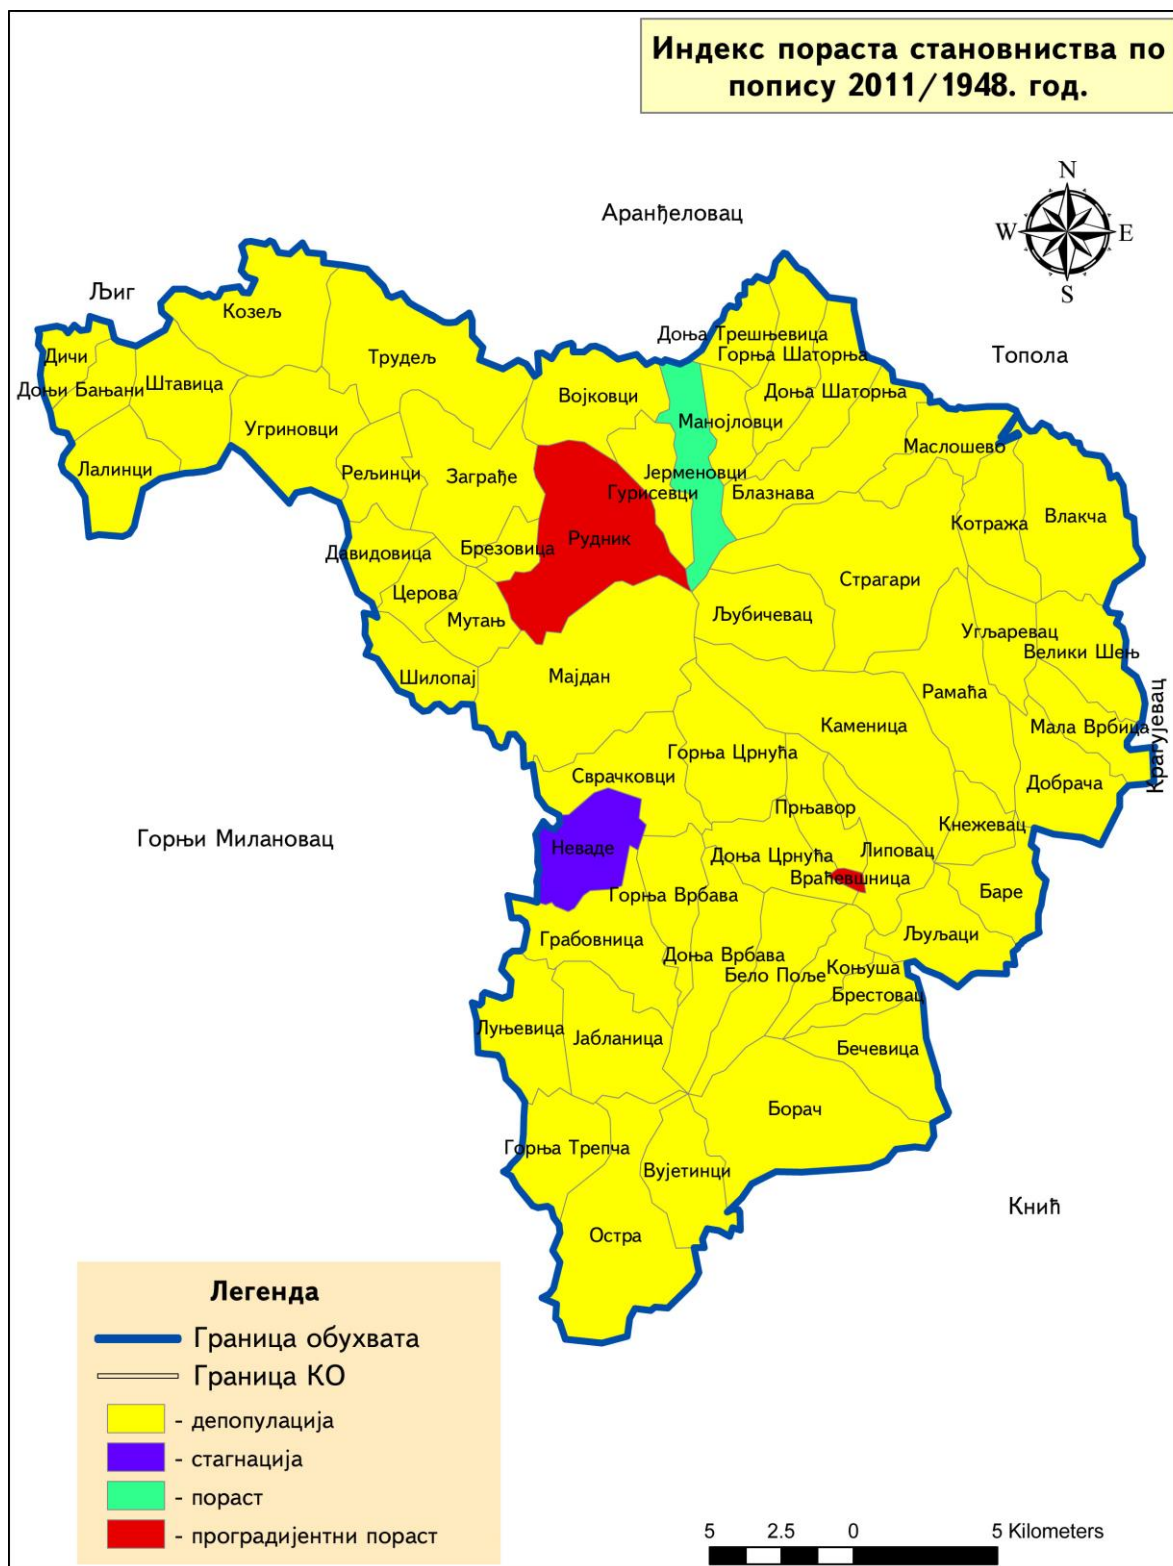 Индекс пораста становниства по
попису 2011/1948. год.
N
W
E
S
Аранђеловац
Љиг
Козељ
Топола
Доња Трешњевица
Горња Шаторња
Дичи
Трудељ
Доњи Бањани
Штавица
Војковци
Доња Шаторња
Манојловци
Угриновци
Маслошево
Лалинци
Рељинци
Заграђе
Јерменовци
Гурисевци
Блазнава
Влакча
Котража
Рудник
Брезовица
Давидовица
Страгари
Церова
Мутањ
Љубичевац
Угљаревац
Велики Шењ
Шилопај
Мајдан
Рамаћа
Каменица
Мала Врбица
Крагујевац
Горња Црнућа
Сврачковци
Добрача
Прњавор
Кнежевац
Горњи Милановац
Неваде
Доња Црнућа
Липовац
Враћевшница
Баре
Горња Врбава
Грабовница
Љуљаци
Доња Врбава
Бело Поље
Коњуша
Брестовац
Луњевица
Јабланица
Бечевица
Борач
Горња Трепча
Вујетинци
Кнић
Остра
Легенда
Граница обухвата
Граница КО
- депопулација
- стагнација
- пораст
- проградијентни пораст
5 2.5 0 5 Kilometers